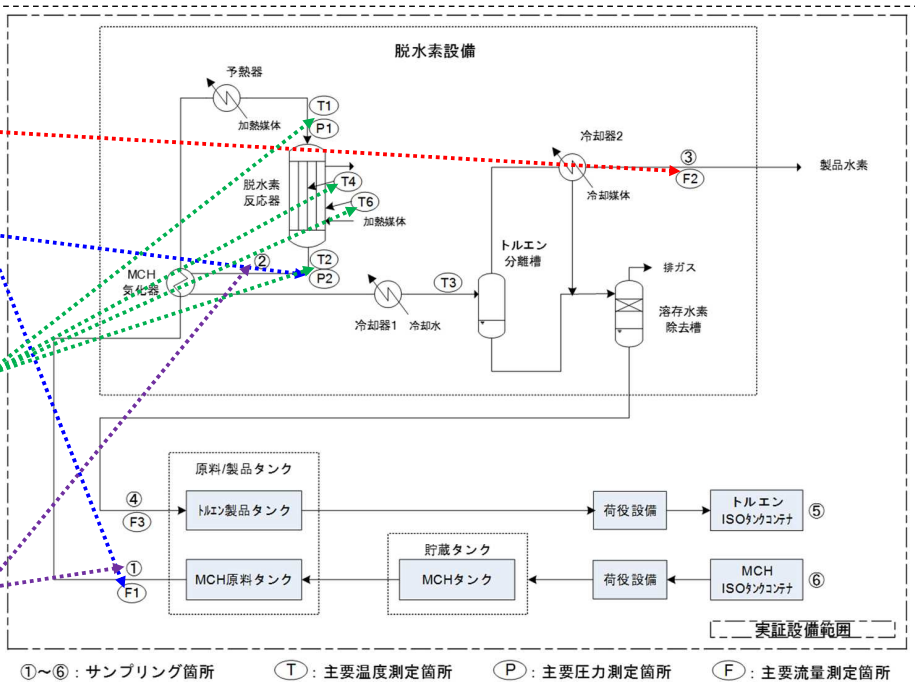 脱水素設備
予熱器
T1
加熱媒体
P1
冷却器2
③
製品水素
F2
脱水素
反応器
T4
冷却媒体
T6
加熱媒体
トルエン
分離槽
②
T2
P2
MCH
気化器
T3
排ガス
冷却器1
冷却水
溶存水素
除去槽
原料/製品タンク
④
F3
トルエン製品タンク
荷役設備
トルエン
ISOタンクコンテナ
⑤
貯蔵タンク
①
F1
MCH原料タンク
MCHタンク
荷役設備
MCH
ISOタンクコンテナ
⑥
実証設備範囲
①~⑥:サンプリング箇所
T:主要温度測定箇所
P:主要圧力測定箇所
F:主要流量測定箇所